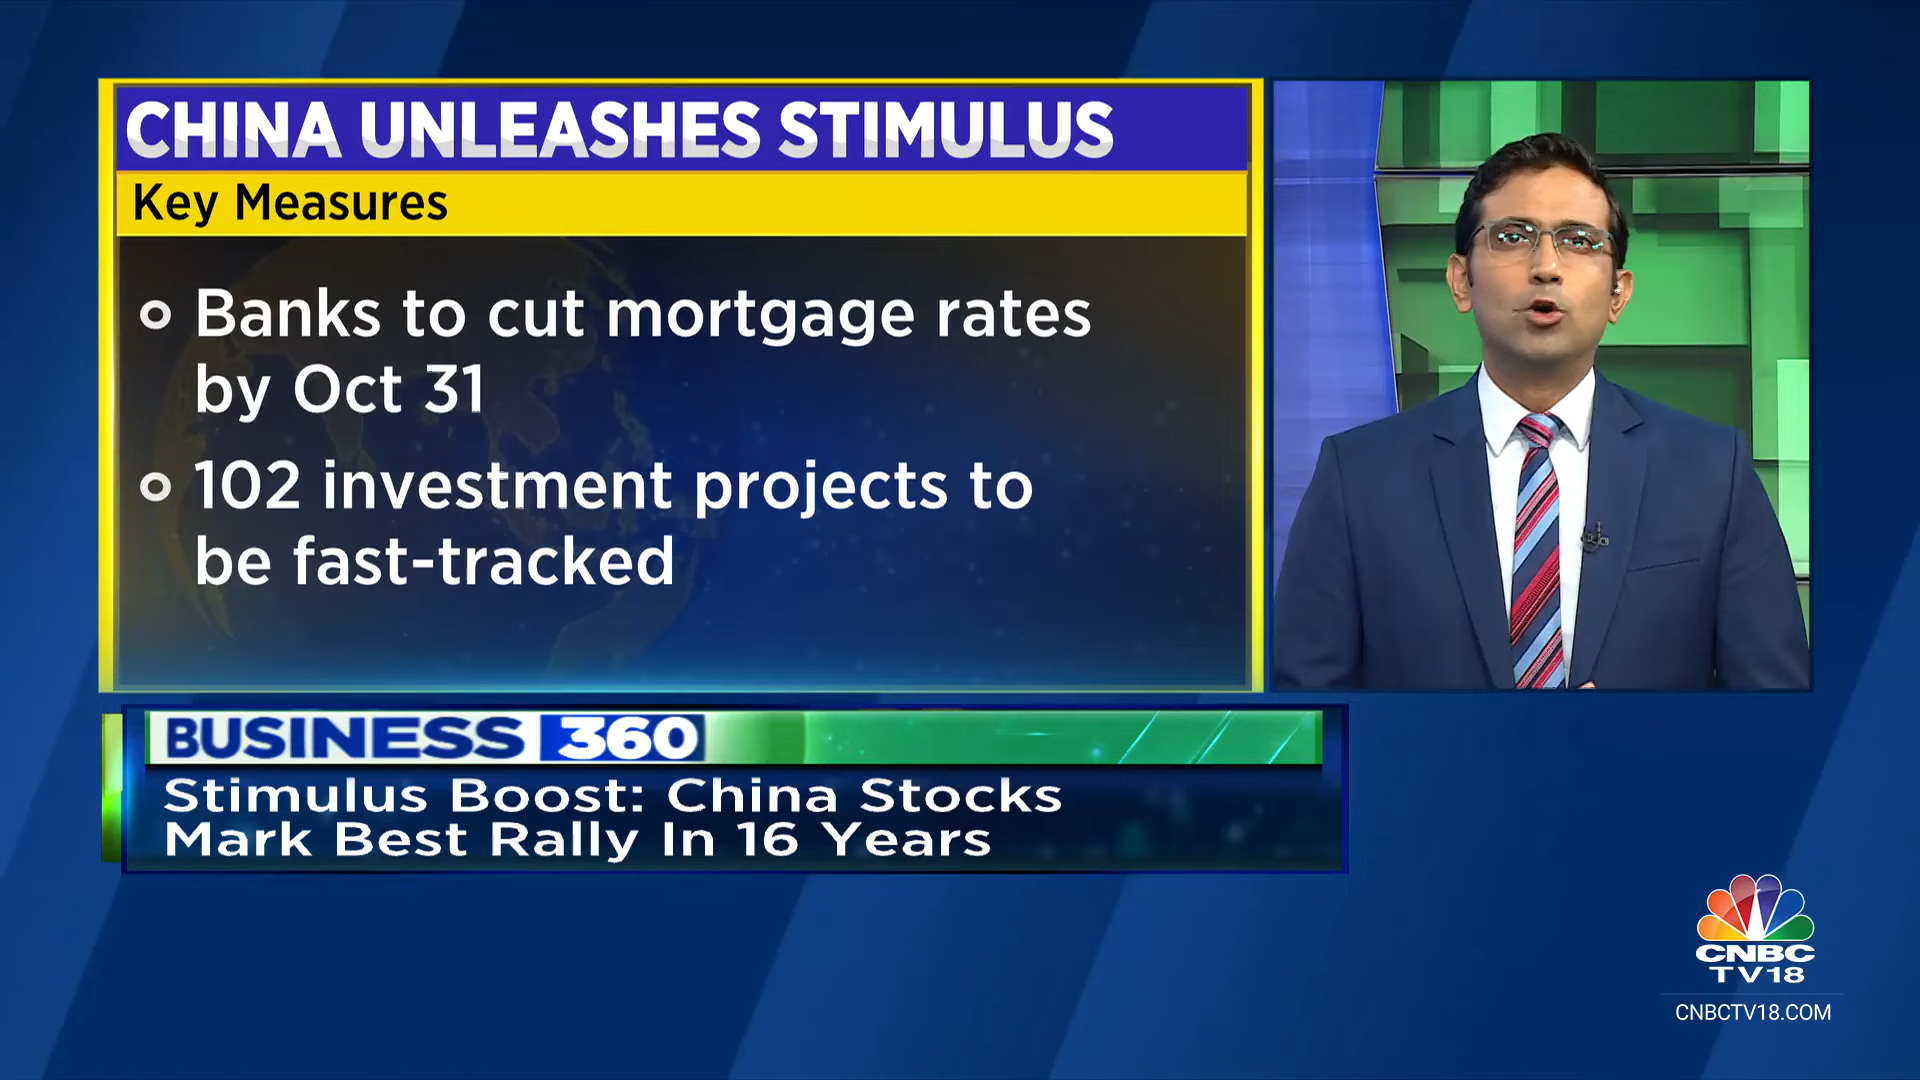 CHINA UNLEASHES STIMULUS
Key Measures
Banks to cut mortgage rates
by Oct 31
102 investment projects to
be fast-tracked
BUSINESS 360
Stimulus Boost: China Stocks
Mark Best Rally In 16 Years
CNBC
TV18
CNBCTV18.COM